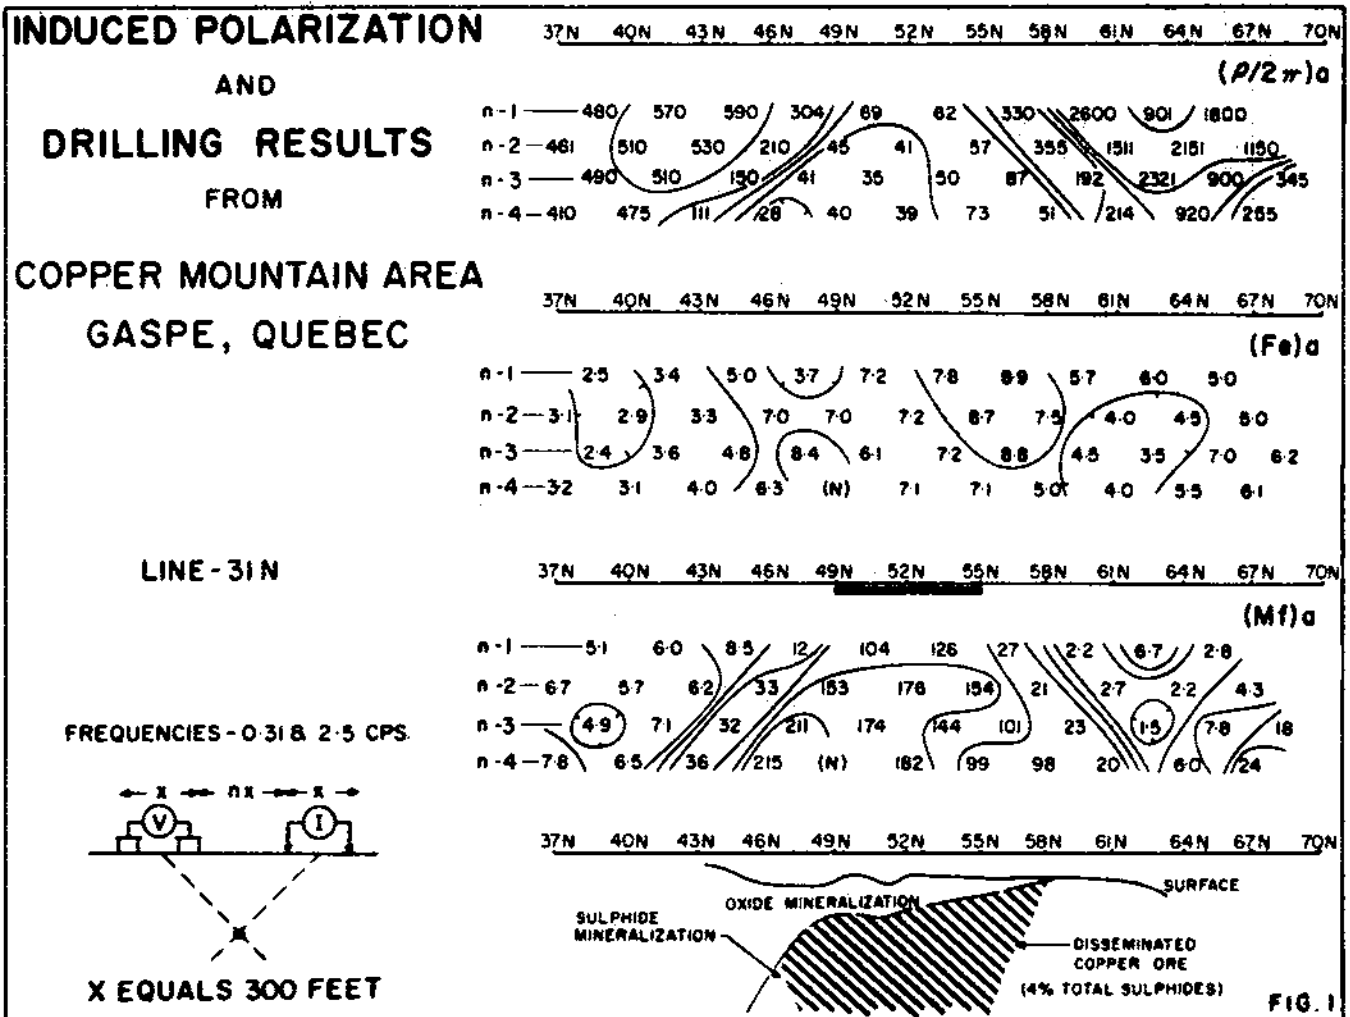 INDUCED POLARIZATION
AND
DRILLING RESULTS
FROM
COPPER MOUNTAIN AREA
GASPE, QUEBEC
LINE-31N
FREQUENCIES-0.31 & 2.5 CPS.
x nx x
V I
X EQUALS 300 FEET
37N 40N 43N 46N 49N 52N 55N 58N 61N 64N 67N 70N
(ρ/2π)a
n-1 480 570 590 304 69 62 330 2600 901 1800
n-2 461 510 530 210 45 41 57 355 1511 2151 1150
n-3 490 510 150 41 35 50 87 192 2321 900 345
n-4 410 475 111 28 40 39 73 51 214 920 265
37N 40N 43N 46N 49N 52N 55N 58N 61N 64N 67N 70N
(Fe)a
n-1 2.5 3.4 5.0 3.7 7.2 7.8 8.9 5.7 6.0 5.0
n-2 3.1 2.9 3.3 7.0 7.0 7.2 8.7 7.5 4.0 4.5 5.0
n-3 2.4 3.6 4.8 8.4 6.1 7.2 8.8 4.5 3.5 7.0 6.2
n-4 3.2 3.1 4.0 6.3 (N) 7.1 7.1 5.0 4.0 5.5 6.1
37N 40N 43N 46N 49N 52N 55N 58N 61N 64N 67N 70N
(Mf)a
n-1 5.1 6.0 8.5 12 104 126 27 2.2 6.7 2.8
n-2 6.7 5.7 6.2 33 153 176 154 21 2.7 2.2 4.3
n-3 4.9 7.1 32 211 174 144 101 23 1.5 7.8 18
n-4 7.8 6.5 36 215 (N) 182 99 98 20 6.0 24
37N 40N 43N 46N 49N 52N 55N 58N 61N 64N 67N 70N
SURFACE
OXIDE MINERALIZATION
SULPHIDE
MINERALIZATION
DISSEMINATED
COPPER ORE
(4% TOTAL SULPHIDES)
FIG. 1